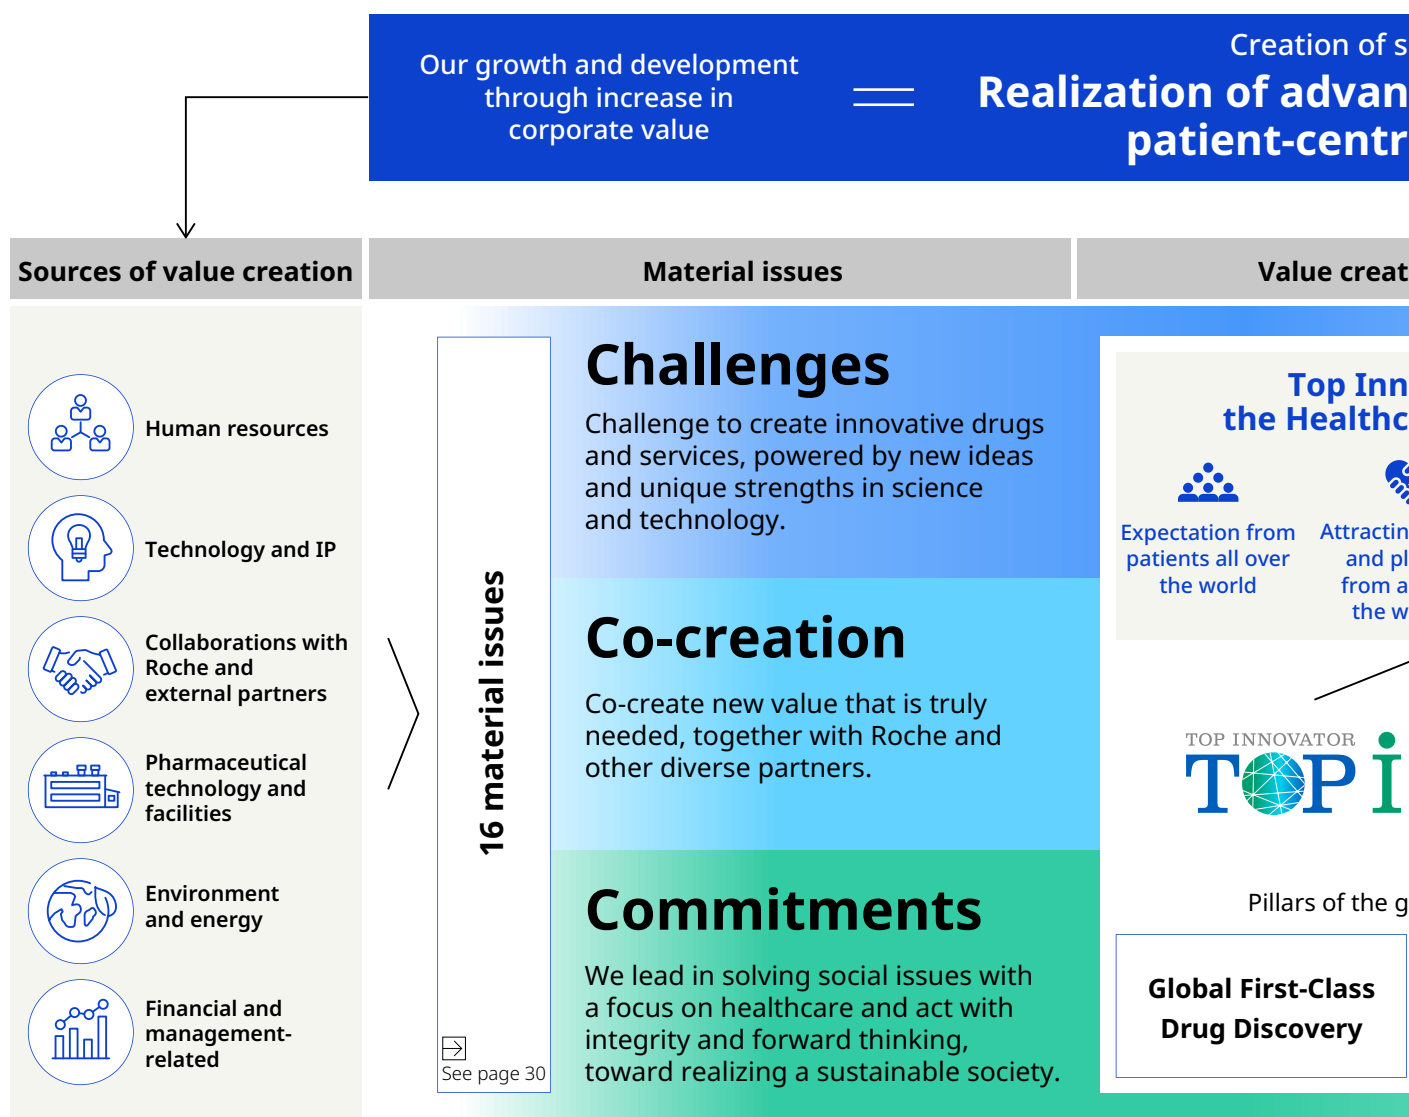 Our growth and development
through increase in
corporate value
Creation of s
Realization of advan
patient-centr
Sources of value creation
Material issues
Value creat
Human resources
Technology and IP
Collaborations with
Roche and
external partners
Pharmaceutical
technology and
facilities
Environment
and energy
Financial and
management-
related
16 material issues
See page 30
Challenges
Challenge to create innovative drugs
and services, powered by new ideas
and unique strengths in science
and technology.
Co-creation
Co-create new value that is truly
needed, together with Roche and
other diverse partners.
Commitments
We lead in solving social issues with
a focus on healthcare and act with
integrity and forward thinking,
toward realizing a sustainable society.
Top Inn
the Healthc
Expectation from
patients all over
the world
Attractin
and pl
from a
the w
TOP INNOVATOR
TOP i
Pillars of the g
Global First-Class
Drug Discovery